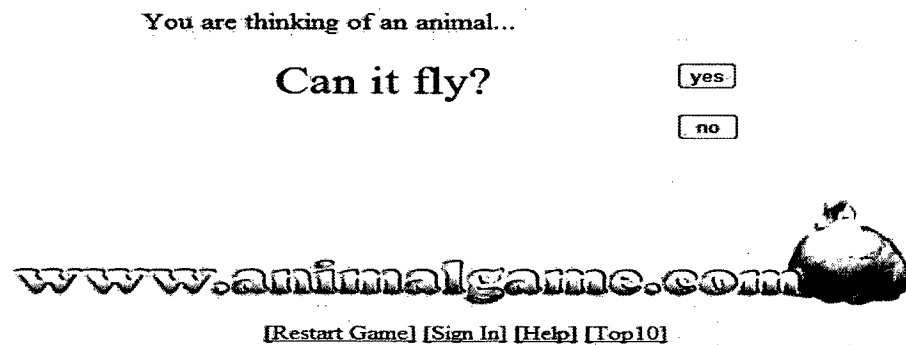 You are thinking of an animal...
Can it fly?
yes
no
www.animalgame.com
[Restart Game] [Sign In] [Help] [Top10]